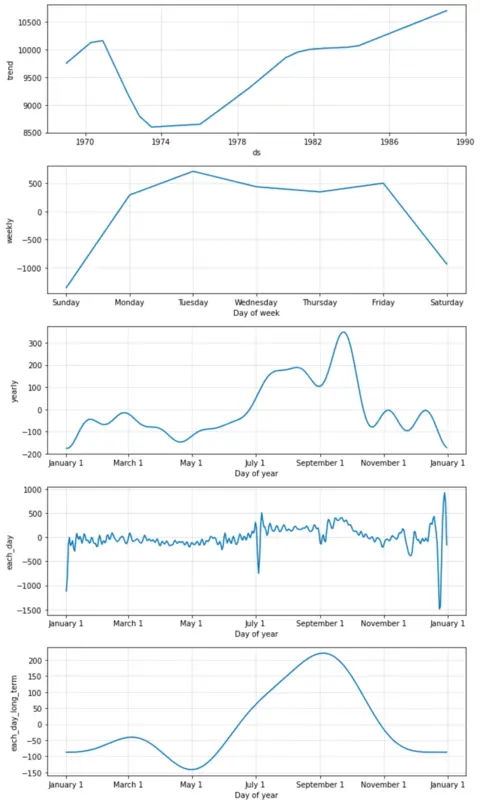 10500
10000
9500
9000
8500
trend
1970 1974 1978 1982 1986 1990
ds
500
0
−500
−1000
weekly
Sunday Monday Tuesday Wednesday Thursday Friday Saturday
Day of week
300
200
100
0
−100
−200
yearly
January 1 March 1 May 1 July 1 September 1 November 1 January 1
Day of year
1000
500
0
−500
−1000
−1500
each_day
January 1 March 1 May 1 July 1 September 1 November 1 January 1
Day of year
200
150
100
50
0
−50
−100
−150
each_day_long_term
January 1 March 1 May 1 July 1 September 1 November 1 January 1
Day of year